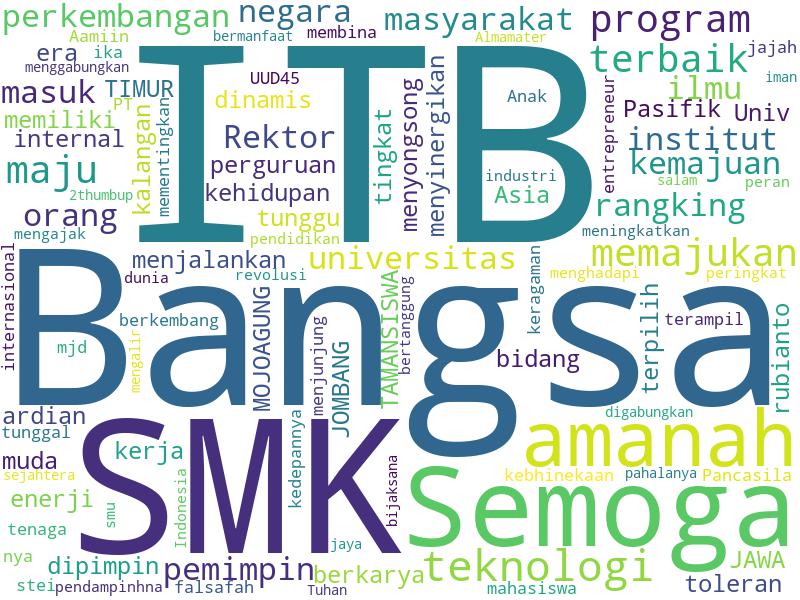 perkembangan negara masyarakat program
Aamiin bermanfaat membina Almamater
era ika terbaik jajah
menggabungkan UUD45
masuk TIMUR ITB ilmu iman
PT dinamis Anak Pasifik Univ
memiliki kalangan mementingkan tingkat menyongsong menyinergikan entrepreneur
internal Rektor institut
maju perguruan industri kemajuan
2thumbup kehidupan Asia salam peran
orang tunggu rangking
mengajak pendidikan meningkatkan
internasional menjalankan universitas memajukan
dunia revolusi keragaman menghadapi peringkat
Bangsa
berkembang MOJOAGUNG TAMANSISWA bertanggung terpilih terampil
mjd mengalir menjunjung JOMBANG bidang rubianto
ardian digabungkan
tunggal SMK amanah
muda kerja kedepannya
sejahtera Indonesia bijaksana kebhinekaan pahalanya Pancasila
enerji smu Semoga
tenaga
nya jaya
dipimpin pemimpin teknologi JAWA
stei pendampinhna falsafah Tuhan berkarya mahasiswa toleran